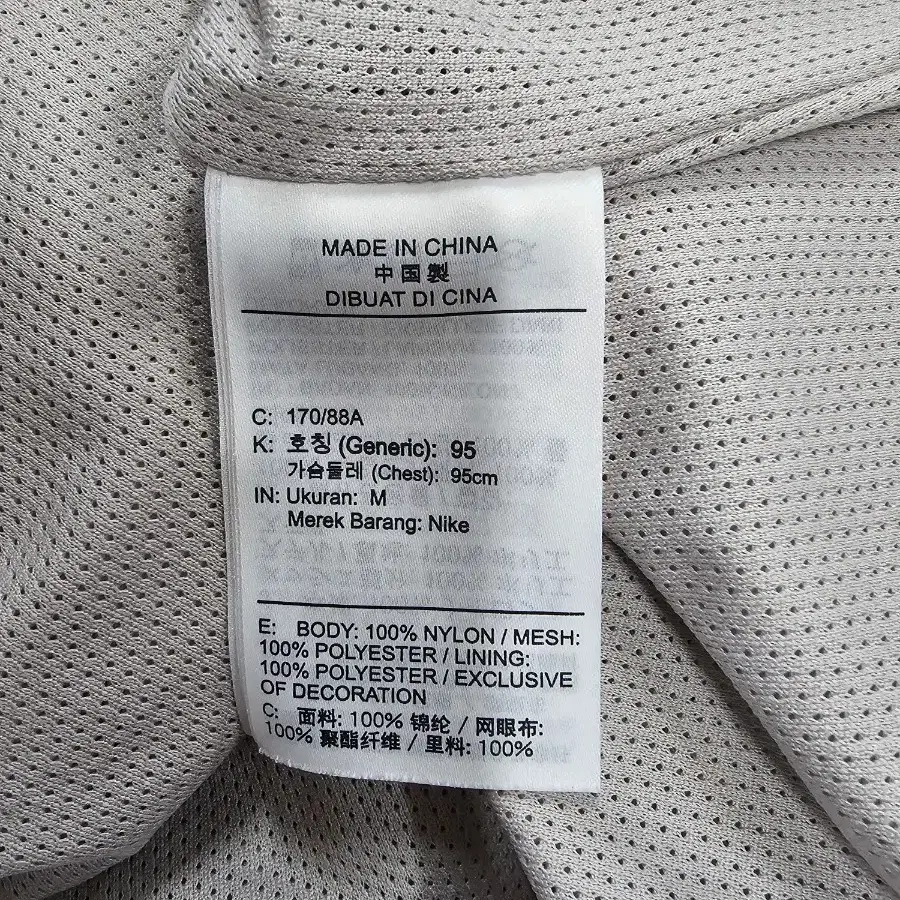 MADE IN CHINA
中国製
DIBUAT DI CINA
C: 170/88A
K: 호칭 (Generic): 95
가슴둘레 (Chest): 95cm
IN: Ukuran: M
Merek Barang: Nike
E: BODY: 100% NYLON / MESH:
100% POLYESTER / LINING:
100% POLYESTER / EXCLUSIVE
OF DECORATION
C: 面料: 100% 锦纶 / 网眼布:
100% 聚酯纤维 / 里料: 100%